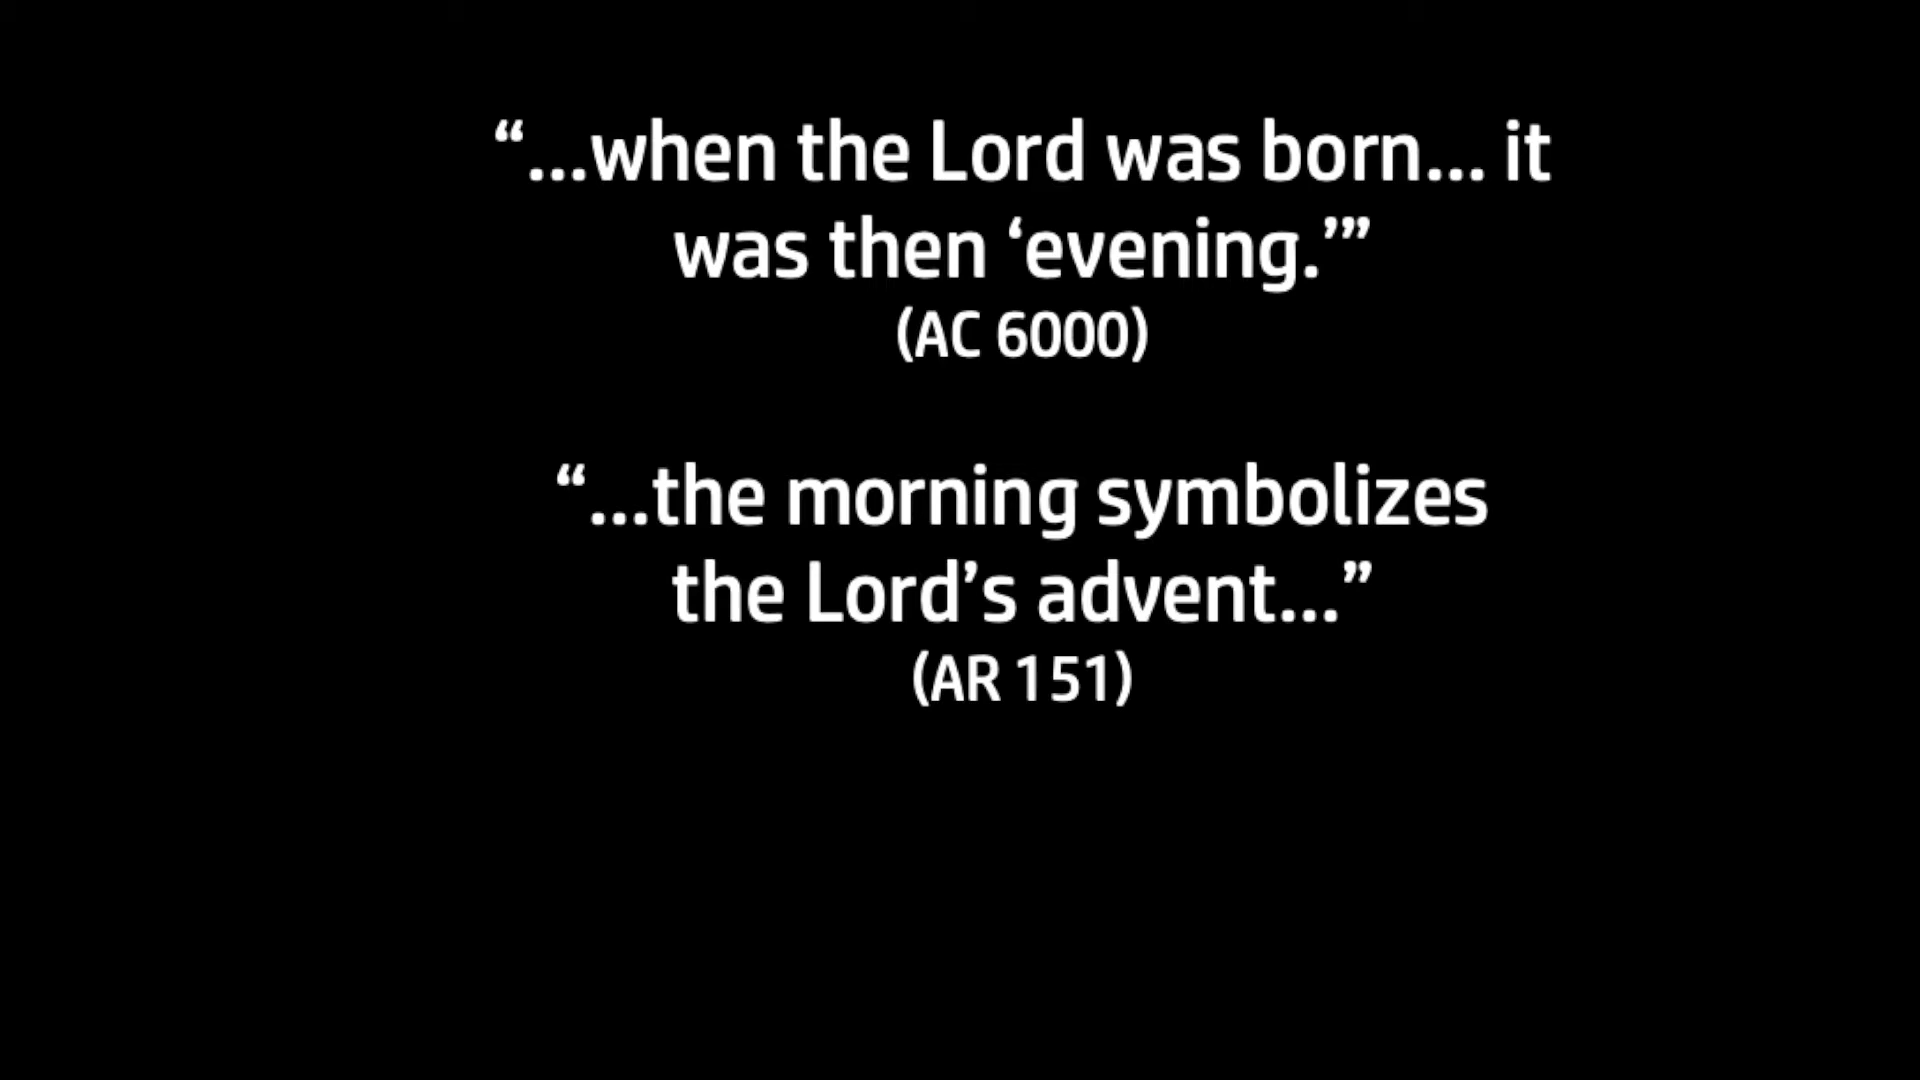 “...when the Lord was born... it
was then ‘evening.’”
(AC 6000)
“...the morning symbolizes
the Lord’s advent...”
(AR 151)